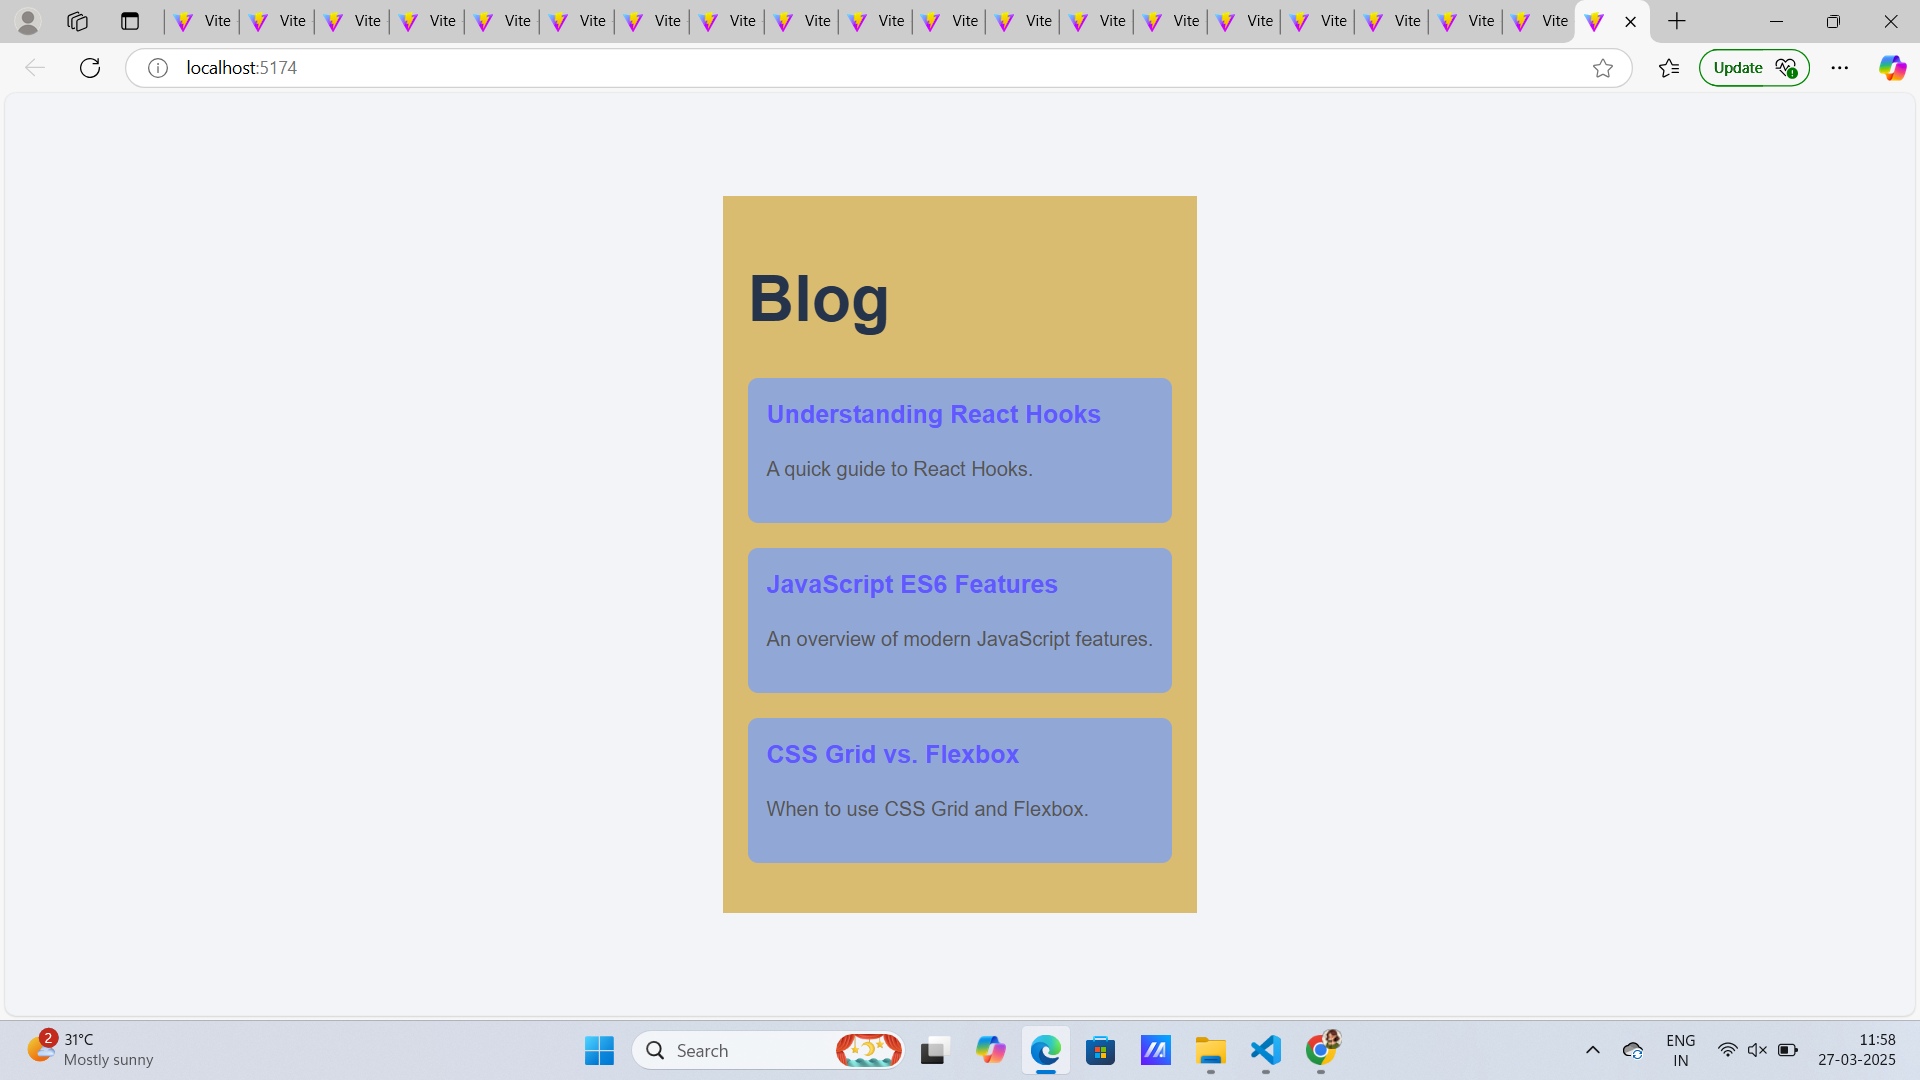 Vite Vite Vite Vite Vite Vite Vite Vite Vite Vite Vite Vite Vite Vite Vite Vite Vite Vite Vite
localhost:5174
Update
Blog
Understanding React Hooks
A quick guide to React Hooks.
JavaScript ES6 Features
An overview of modern JavaScript features.
CSS Grid vs. Flexbox
When to use CSS Grid and Flexbox.
2
31°C
Mostly sunny
Search
ENG
IN
11:58
27-03-2025